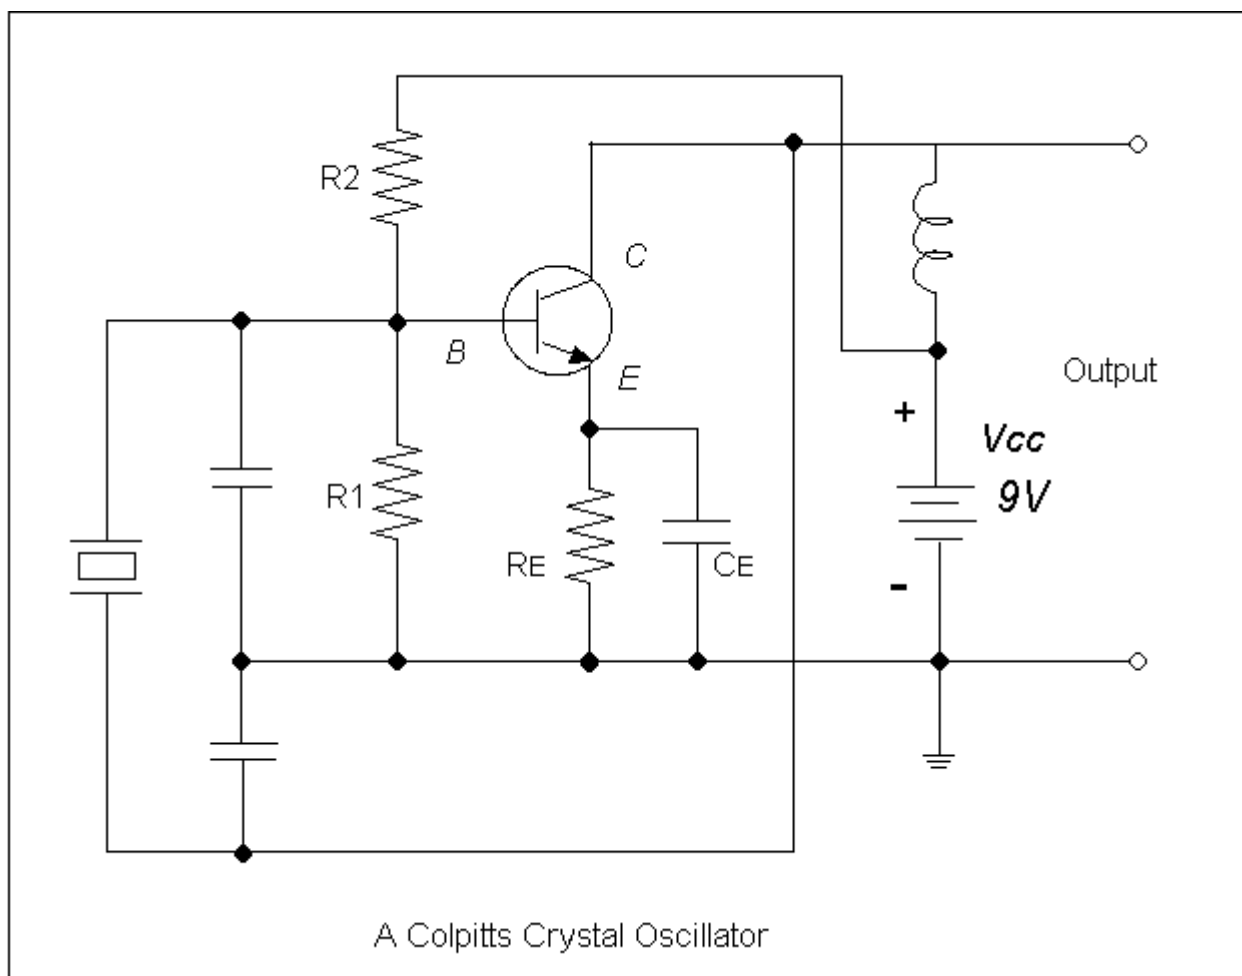 R2
C
B
E
Output
+
Vcc
9V
R1
RE
CE
-
A Colpitts Crystal Oscillator